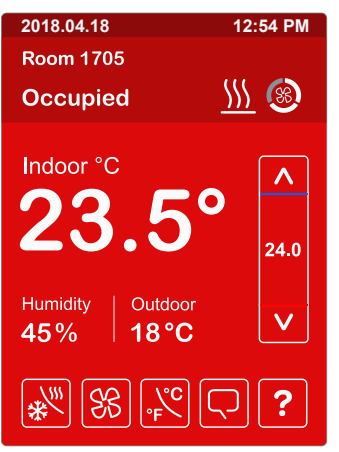 2018.04.18 12:54 PM
Room 1705
Occupied
Indoor °C
23.5°
24.0
Humidity Outdoor
45% 18°C
°C
°F
?